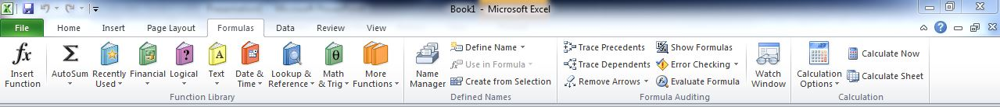 Book1 - Microsoft Excel
File Home Insert Page Layout Formulas Data Review View
fx Σ ? A θ
Insert Function
AutoSum
Recently Used
Financial
Logical
Text
Date & Time
Lookup & Reference
Math & Trig
More Functions
Function Library
Name Manager
Define Name
Use in Formula
Create from Selection
Defined Names
Trace Precedents
Trace Dependents
Remove Arrows
Show Formulas
Error Checking
Evaluate Formula
Watch Window
Formula Auditing
Calculation Options
Calculate Now
Calculate Sheet
Calculation